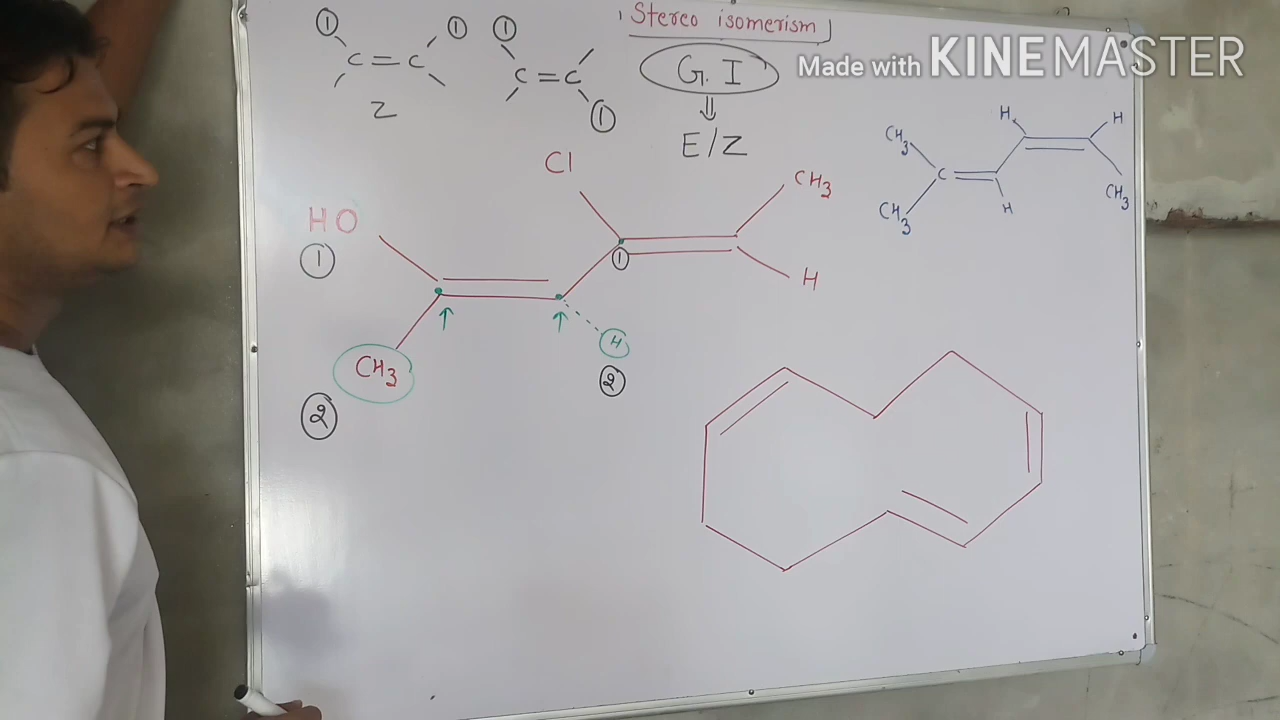 Stereo isomerism
Made with KINEMASTER
① ①
C=C
Z
① C=C ①
G.I
⇓
E/Z
HO
①
CH3
②
↑ ↑
H
②
Cl
①
CH3
H
CH3
CH3
C
H
H
H
CH3